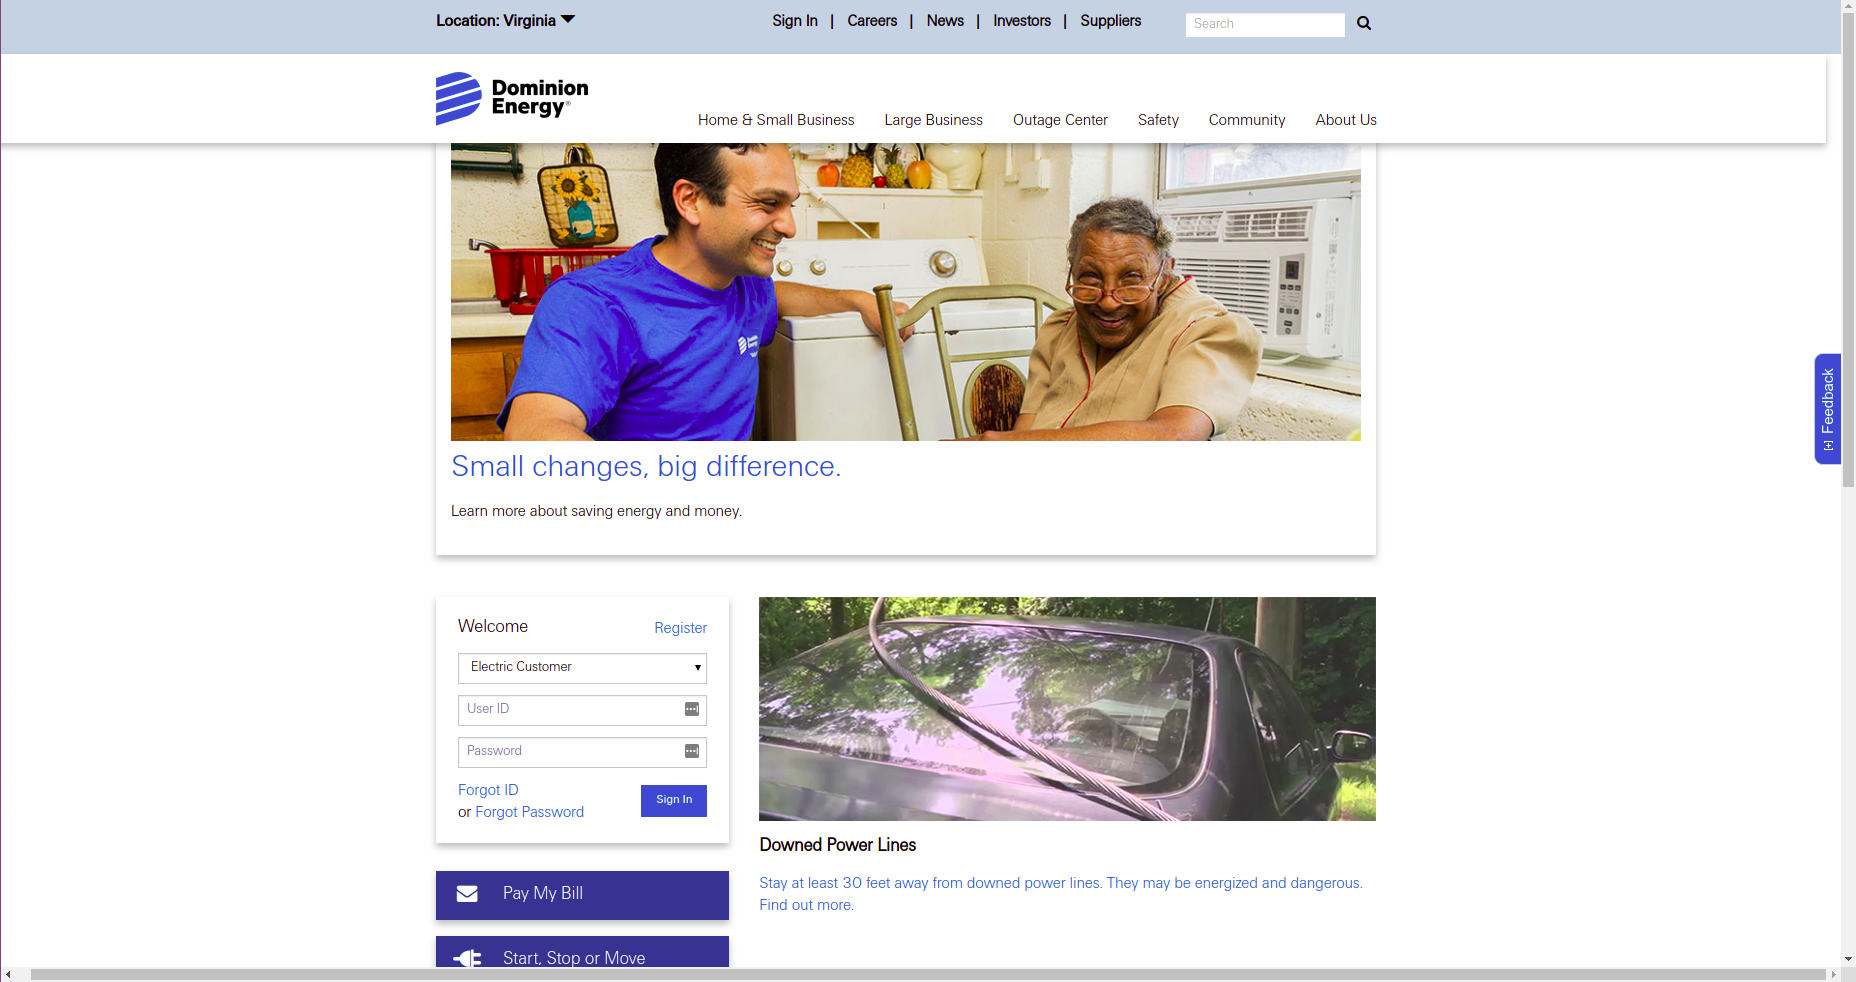 Location: Virginia
Sign In | Careers | News | Investors | Suppliers
Search
Dominion
Energy®
Home & Small Business
Large Business
Outage Center
Safety
Community
About Us
Dominion
Energy
[+] Feedback
Small changes, big difference.
Learn more about saving energy and money.
Welcome
Register
Electric Customer
User ID
Password
Forgot ID
or Forgot Password
Sign In
Pay My Bill
Start, Stop or Move
Downed Power Lines
Stay at least 30 feet away from downed power lines. They may be energized and dangerous.
Find out more.